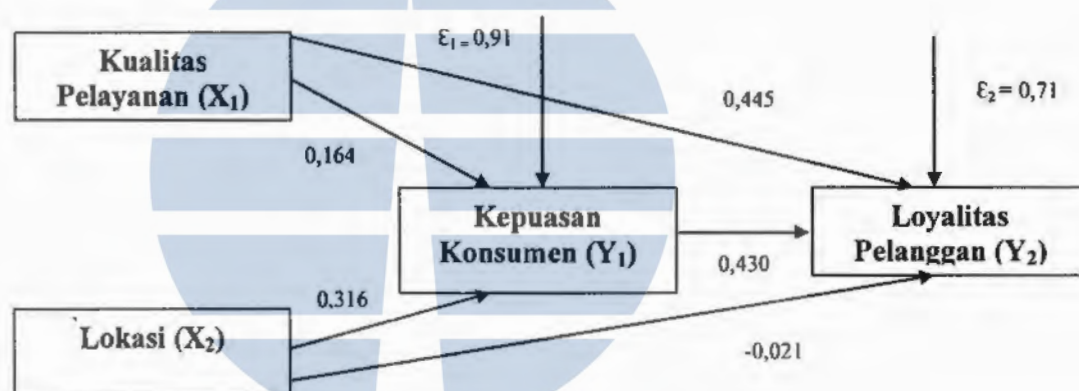 Kualitas
Pelayanan (X₁)
ε₁ = 0,91
0,445
ε₂ = 0,71
0,164
Kepuasan
Konsumen (Y₁)
Loyalitas
Pelanggan (Y₂)
0,430
0,316
Lokasi (X₂)
-0,021